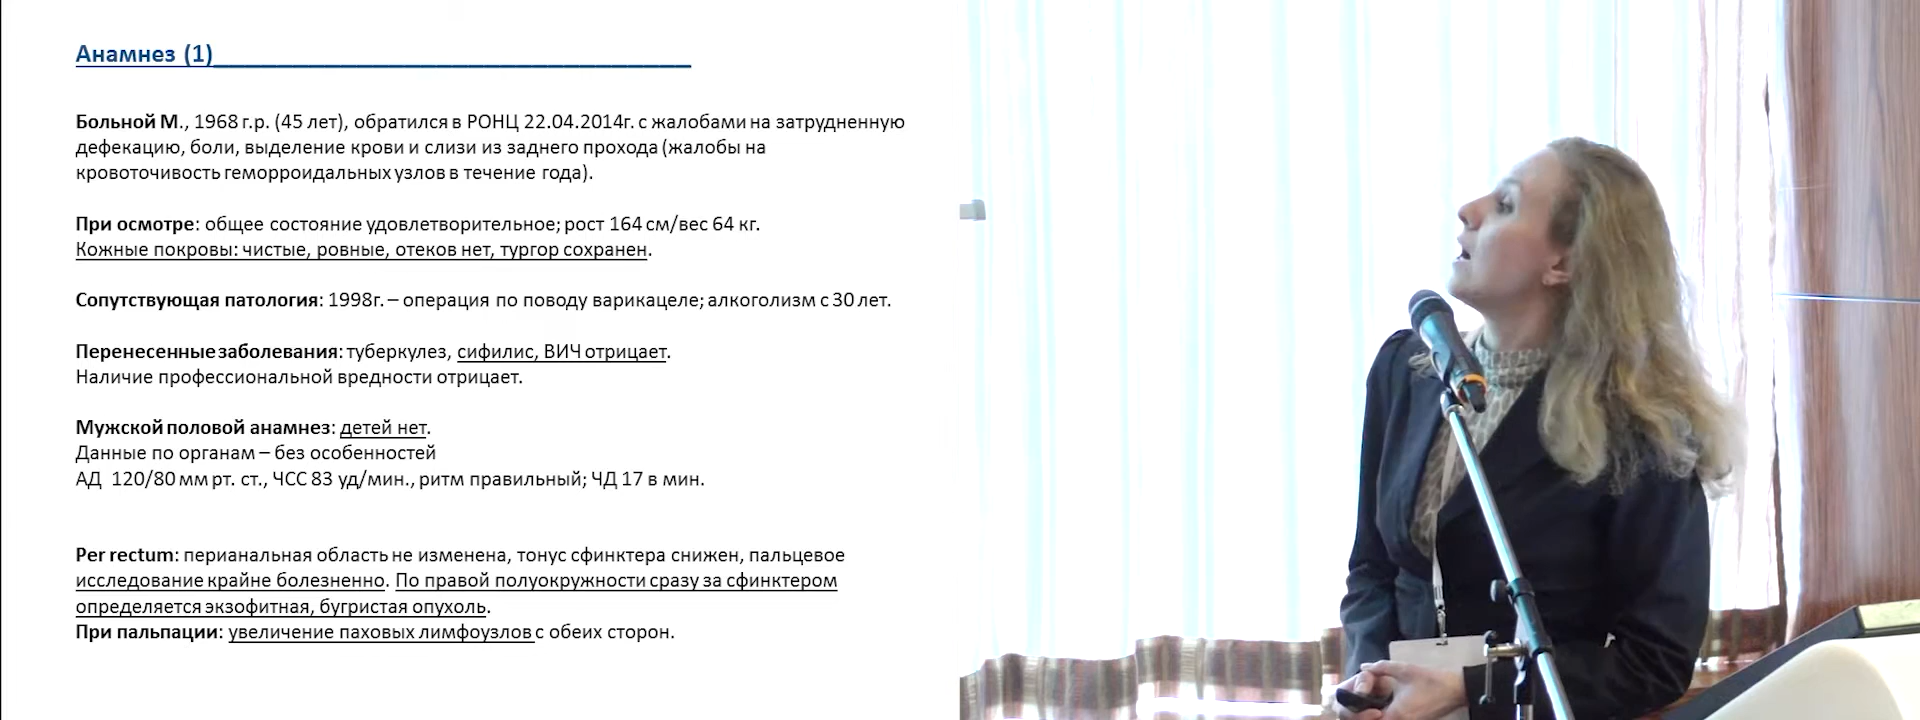 Анамнез (1)
Больной М., 1968 г.р. (45 лет), обратился в РОНЦ 22.04.2014г. с жалобами на затрудненную
дефекацию, боли, выделение крови и слизи из заднего прохода (жалобы на
кровоточивость геморроидальных узлов в течение года).
При осмотре: общее состояние удовлетворительное; рост 164 см/вес 64 кг.
Кожные покровы: чистые, ровные, отеков нет, тургор сохранен.
Сопутствующая патология: 1998г. – операция по поводу варикацеле; алкоголизм с 30 лет.
Перенесенные заболевания: туберкулез, сифилис, ВИЧ отрицает.
Наличие профессиональной вредности отрицает.
Мужской половой анамнез: детей нет.
Данные по органам – без особенностей
АД 120/80 мм рт. ст., ЧСС 83 уд/мин., ритм правильный; ЧД 17 в мин.
Per rectum: перианальная область не изменена, тонус сфинктера снижен, пальцевое
исследование крайне болезненно. По правой полуокружности сразу за сфинктером
определяется экзофитная, бугристая опухоль.
При пальпации: увеличение паховых лимфоузлов с обеих сторон.